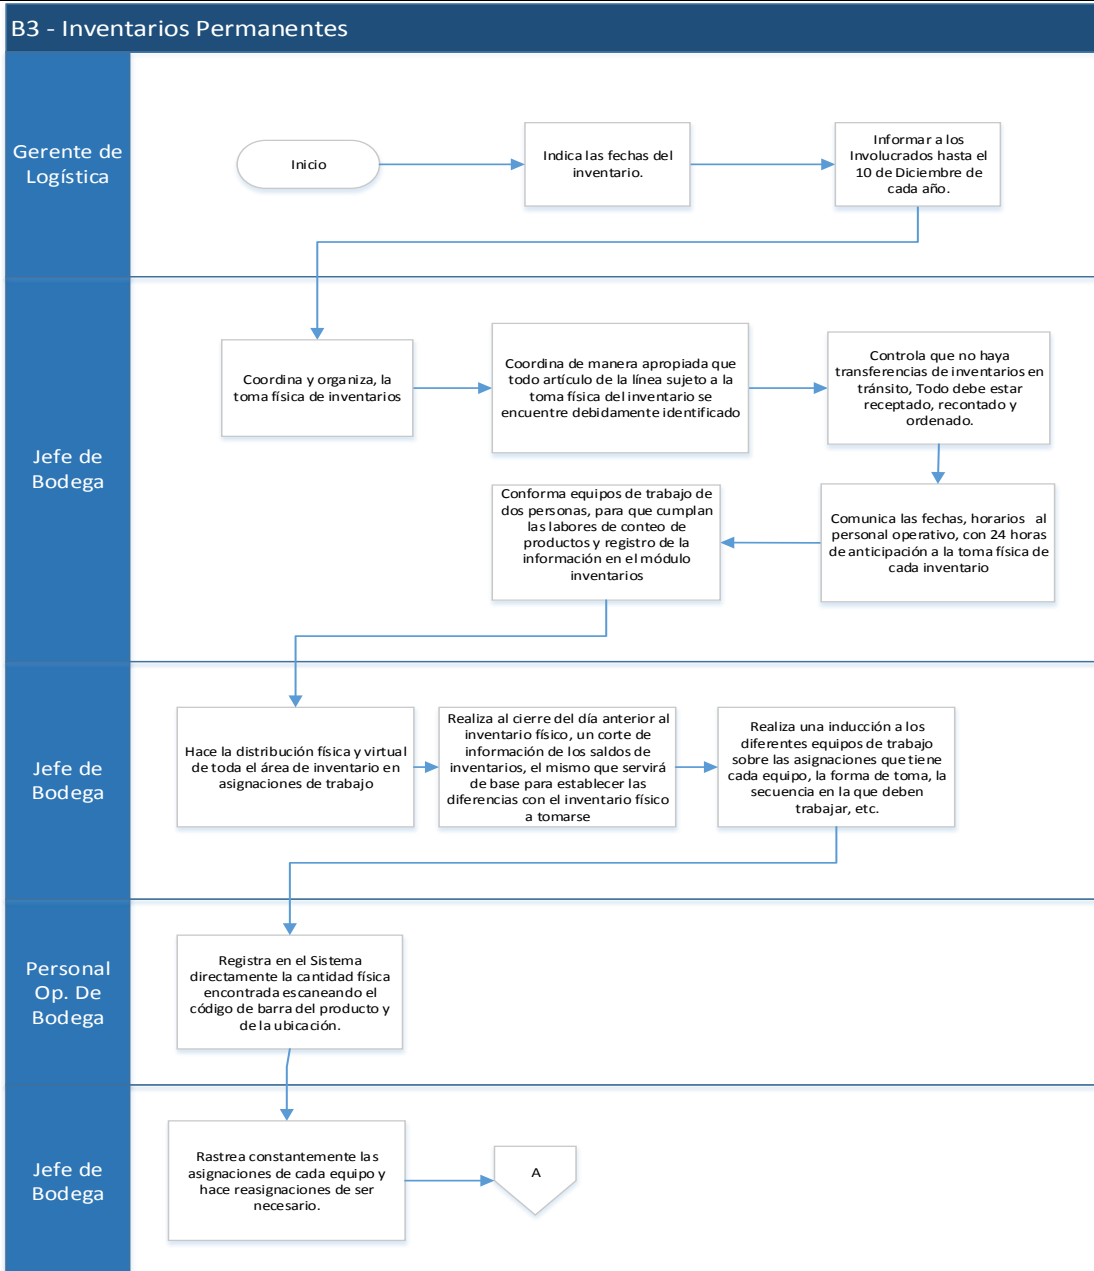 B3 - Inventarios Permanentes
Gerente de
Logística
Inicio
Indica las fechas del
inventario.
Informar a los
Involucrados hasta el
10 de Diciembre de
cada año.
Jefe de
Bodega
Coordina y organiza, la
toma física de inventarios
Coordina de manera apropiada que
todo artículo de la línea sujeto a la
toma física del inventario se
encuentre debidamente identificado
Controla que no haya
transferencias de inventarios en
tránsito, Todo debe estar
receptado, recontado y
ordenado.
Comunica las fechas, horarios al
personal operativo, con 24 horas
de anticipación a la toma física de
cada inventario
Conforma equipos de trabajo de
dos personas, para que cumplan
las labores de conteo de
productos y registro de la
información en el módulo
inventarios
Jefe de
Bodega
Hace la distribución física y virtual
de toda el área de inventario en
asignaciones de trabajo
Realiza al cierre del día anterior al
inventario físico, un corte de
información de los saldos de
inventarios, el mismo que servirá
de base para establecer las
diferencias con el inventario físico
a tomarse
Realiza una inducción a los
diferentes equipos de trabajo
sobre las asignaciones que tiene
cada equipo, la forma de toma, la
secuencia en la que deben
trabajar, etc.
Personal
Op. De
Bodega
Registra en el Sistema
directamente la cantidad física
encontrada escaneando el
código de barra del producto y
de la ubicación.
Jefe de
Bodega
Rastrea constantemente las
asignaciones de cada equipo y
hace reasignaciones de ser
necesario.
A